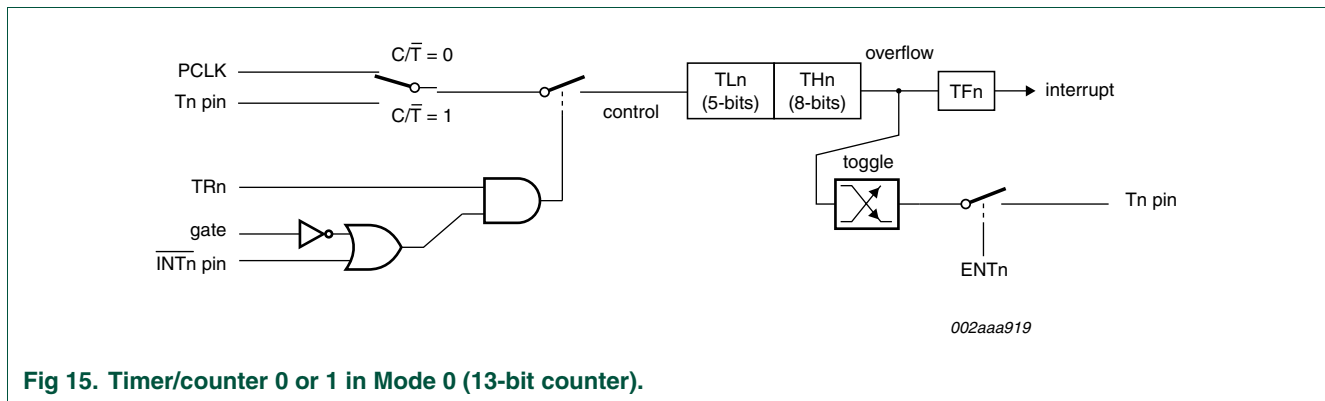 C/T̅ = 0
PCLK
Tn pin
C/T̅ = 1
control
TLn
(5-bits)
THn
(8-bits)
overflow
TFn
interrupt
toggle
TRn
gate
I̅N̅T̅n̅ pin
Tn pin
ENTn
002aaa919
Fig 15. Timer/counter 0 or 1 in Mode 0 (13-bit counter).